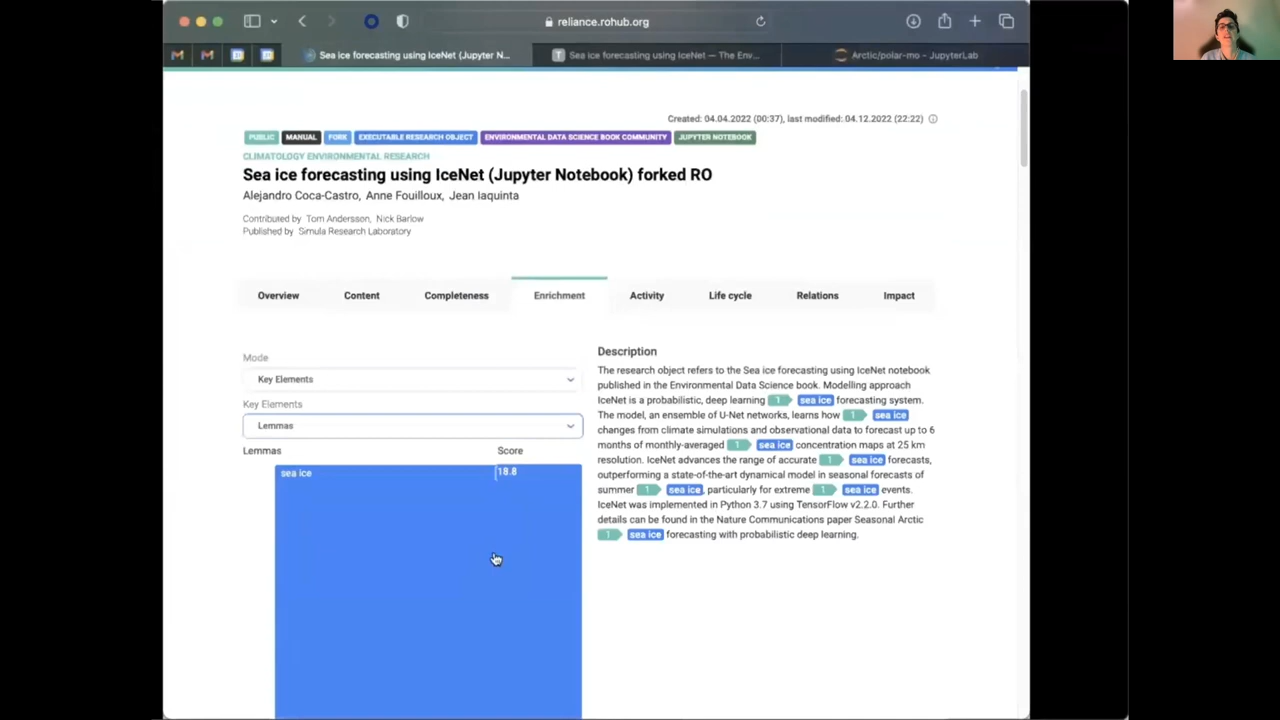 reliance.rohub.org
Sea ice forecasting using IceNet (Jupyter N...
Sea ice forecasting using IceNet — The Env...
Arctic/polar-mo - JupyterLab
Created: 04.04.2022 (00:37), last modified: 04.12.2022 (22:22)
PUBLIC MANUAL FORK EXECUTABLE RESEARCH OBJECT ENVIRONMENTAL DATA SCIENCE BOOK COMMUNITY JUPYTER NOTEBOOK
CLIMATOLOGY ENVIRONMENTAL RESEARCH
Sea ice forecasting using IceNet (Jupyter Notebook) forked RO
Alejandro Coca-Castro, Anne Fouilloux, Jean Iaquinta
Contributed by Tom Andersson, Nick Barlow
Published by Simula Research Laboratory
Overview Content Completeness Enrichment Activity Life cycle Relations Impact
Mode
Key Elements
Key Elements
Lemmas
Lemmas Score
sea ice 18.8
Description
The research object refers to the Sea ice forecasting using IceNet notebook
published in the Environmental Data Science book. Modelling approach
IceNet is a probabilistic, deep learning 1 sea ice forecasting system.
The model, an ensemble of U-Net networks, learns how 1 sea ice
changes from climate simulations and observational data to forecast up to 6
months of monthly-averaged 1 sea ice concentration maps at 25 km
resolution. IceNet advances the range of accurate 1 sea ice forecasts,
outperforming a state-of-the-art dynamical model in seasonal forecasts of
summer 1 sea ice, particularly for extreme 1 sea ice events.
IceNet was implemented in Python 3.7 using TensorFlow v2.2.0. Further
details can be found in the Nature Communications paper Seasonal Arctic
1 sea ice forecasting with probabilistic deep learning.